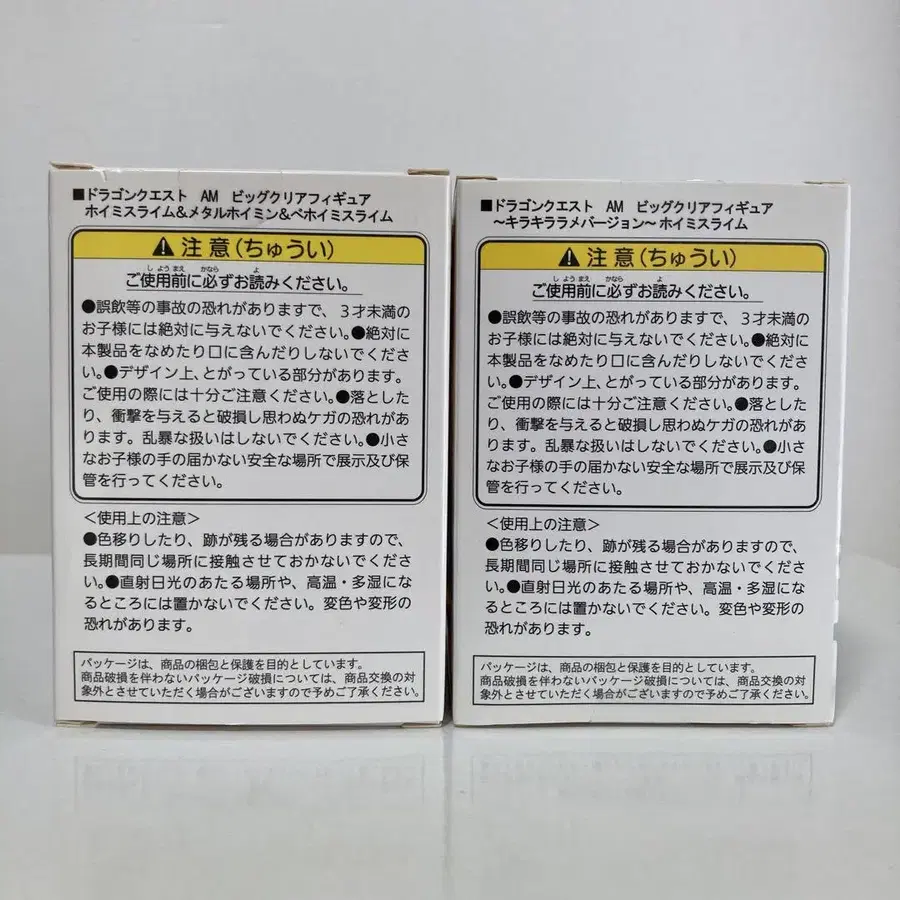 ■ドラゴンクエスト AM ビッグクリアフィギュア
ホイミスライム&メタルホイミン&ベホイミスライム
注意(ちゅうい)
しようまえ かなら よ
ご使用前に必ずお読みください。
●誤飲等の事故の恐れがありますで、3才未満の
お子様には絶対に与えないでください。●絶対に
本製品をなめたり口に含んだりしないでくださ
い。●デザイン上、とがっている部分があります。
ご使用の際には十分ご注意ください。●落とした
り、衝撃を与えると破損し思わぬケガの恐れがあ
ります。乱暴な扱いはしないでください。●小さ
なお子様の手の届かない安全な場所で展示及び保
管を行ってください。
<使用上の注意>
●色移りしたり、跡が残る場合がありますので、
長期間同じ場所に接触させておかないでくださ
い。●直射日光のあたる場所や、高温・多湿にな
るところには置かないでください。変色や変形の
恐れがあります。
パッケージは、商品の梱包と保護を目的としています。
商品破損を伴わないパッケージ破損については、商品交換の対
象外とさせていただく場合がございますので予めご了承ください。
■ドラゴンクエスト AM ビッグクリアフィギュア
~キラキララメバージョン~ ホイミスライム
注意(ちゅうい)
しようまえ かなら よ
ご使用前に必ずお読みください。
●誤飲等の事故の恐れがありますで、3才未満の
お子様には絶対に与えないでください。●絶対に
本製品をなめたり口に含んだりしないでくださ
い。●デザイン上、とがっている部分があります。
ご使用の際には十分ご注意ください。●落とした
り、衝撃を与えると破損し思わぬケガの恐れがあ
ります。乱暴な扱いはしないでください。●小さ
なお子様の手の届かない安全な場所で展示及び保
管を行ってください。
<使用上の注意>
●色移りしたり、跡が残る場合がありますので、
長期間同じ場所に接触させておかないでくださ
い。●直射日光のあたる場所や、高温・多湿にな
るところには置かないでください。変色や変形の
恐れがあります。
パッケージは、商品の梱包と保護を目的としています。
商品破損を伴わないパッケージ破損については、商品交換の対
象外とさせていただく場合がございますので予めご了承ください。